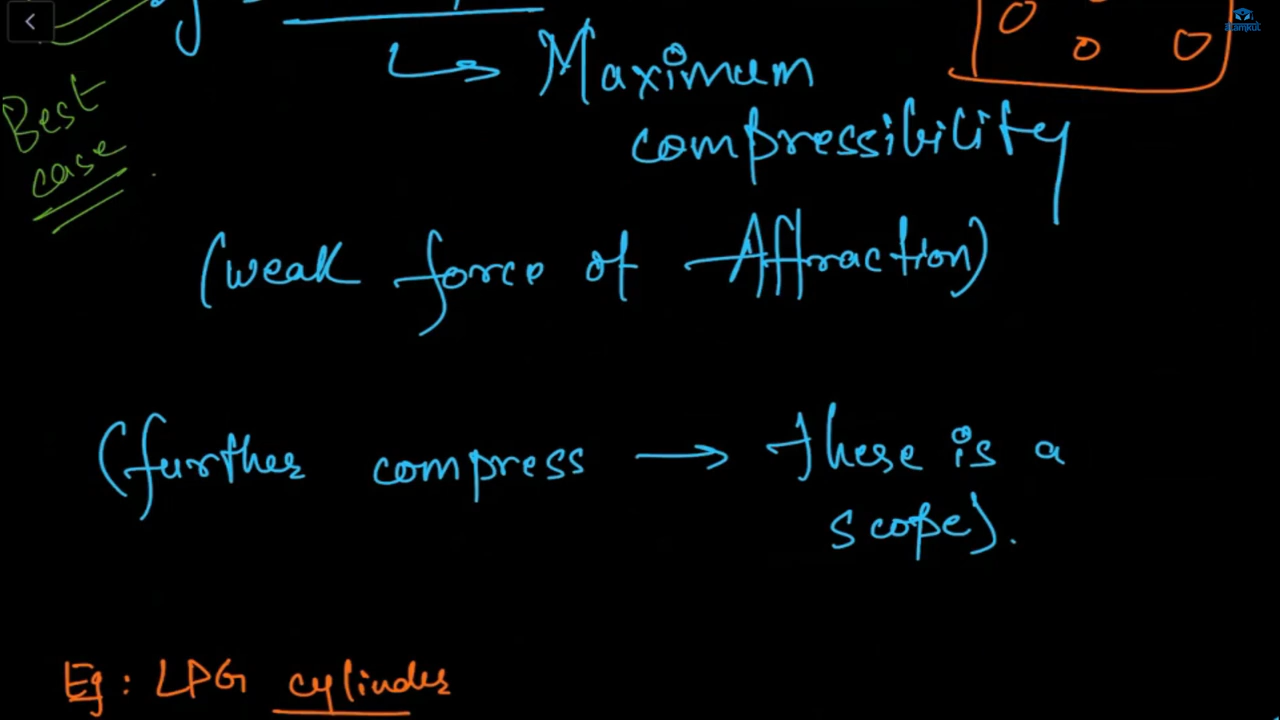 Maximum
compressibility
Best
case
(weak force of Attraction)
(further compress → There is a
scope).
Eg: LPG cylinder